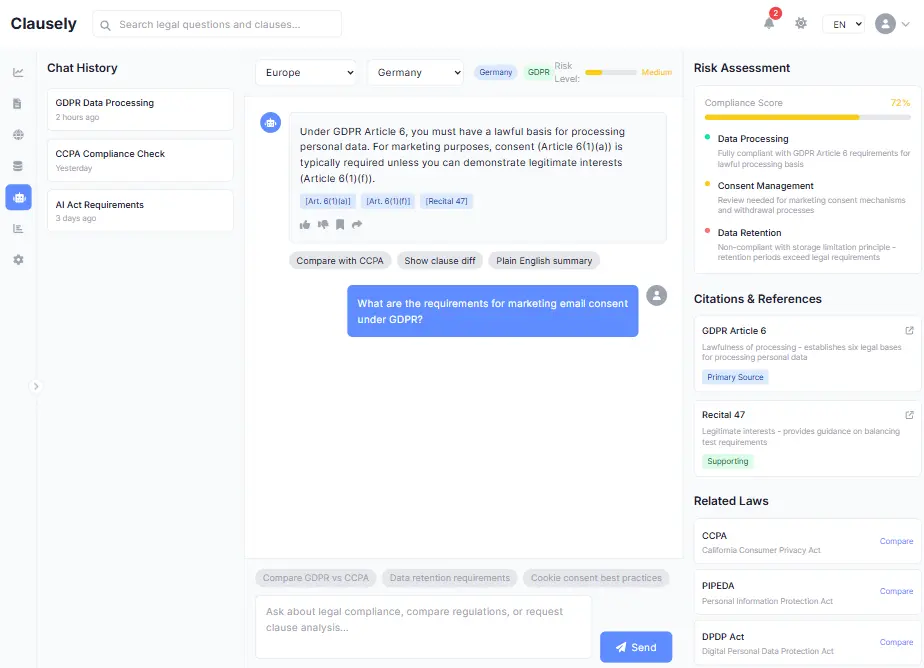 Clausely
Search legal questions and clauses...
2
EN
Chat History
GDPR Data Processing
2 hours ago
CCPA Compliance Check
Yesterday
AI Act Requirements
3 days ago
Europe
Germany
Germany
GDPR
Risk
Level:
Medium
Under GDPR Article 6, you must have a lawful basis for processing
personal data. For marketing purposes, consent (Article 6(1)(a)) is
typically required unless you can demonstrate legitimate interests
(Article 6(1)(f)).
[Art. 6(1)(a)]
[Art. 6(1)(f)]
[Recital 47]
Compare with CCPA
Show clause diff
Plain English summary
What are the requirements for marketing email consent
under GDPR?
Compare GDPR vs CCPA
Data retention requirements
Cookie consent best practices
Ask about legal compliance, compare regulations, or request
clause analysis...
Send
Risk Assessment
Compliance Score
72%
Data Processing
Fully compliant with GDPR Article 6 requirements for
lawful processing basis
Consent Management
Review needed for marketing consent mechanisms
and withdrawal processes
Data Retention
Non-compliant with storage limitation principle -
retention periods exceed legal requirements
Citations & References
GDPR Article 6
Lawfulness of processing - establishes six legal bases
for processing personal data
Primary Source
Recital 47
Legitimate interests - provides guidance on balancing
test requirements
Supporting
Related Laws
CCPA
California Consumer Privacy Act
Compare
PIPEDA
Personal Information Protection Act
Compare
DPDP Act
Digital Personal Data Protection Act
Compare